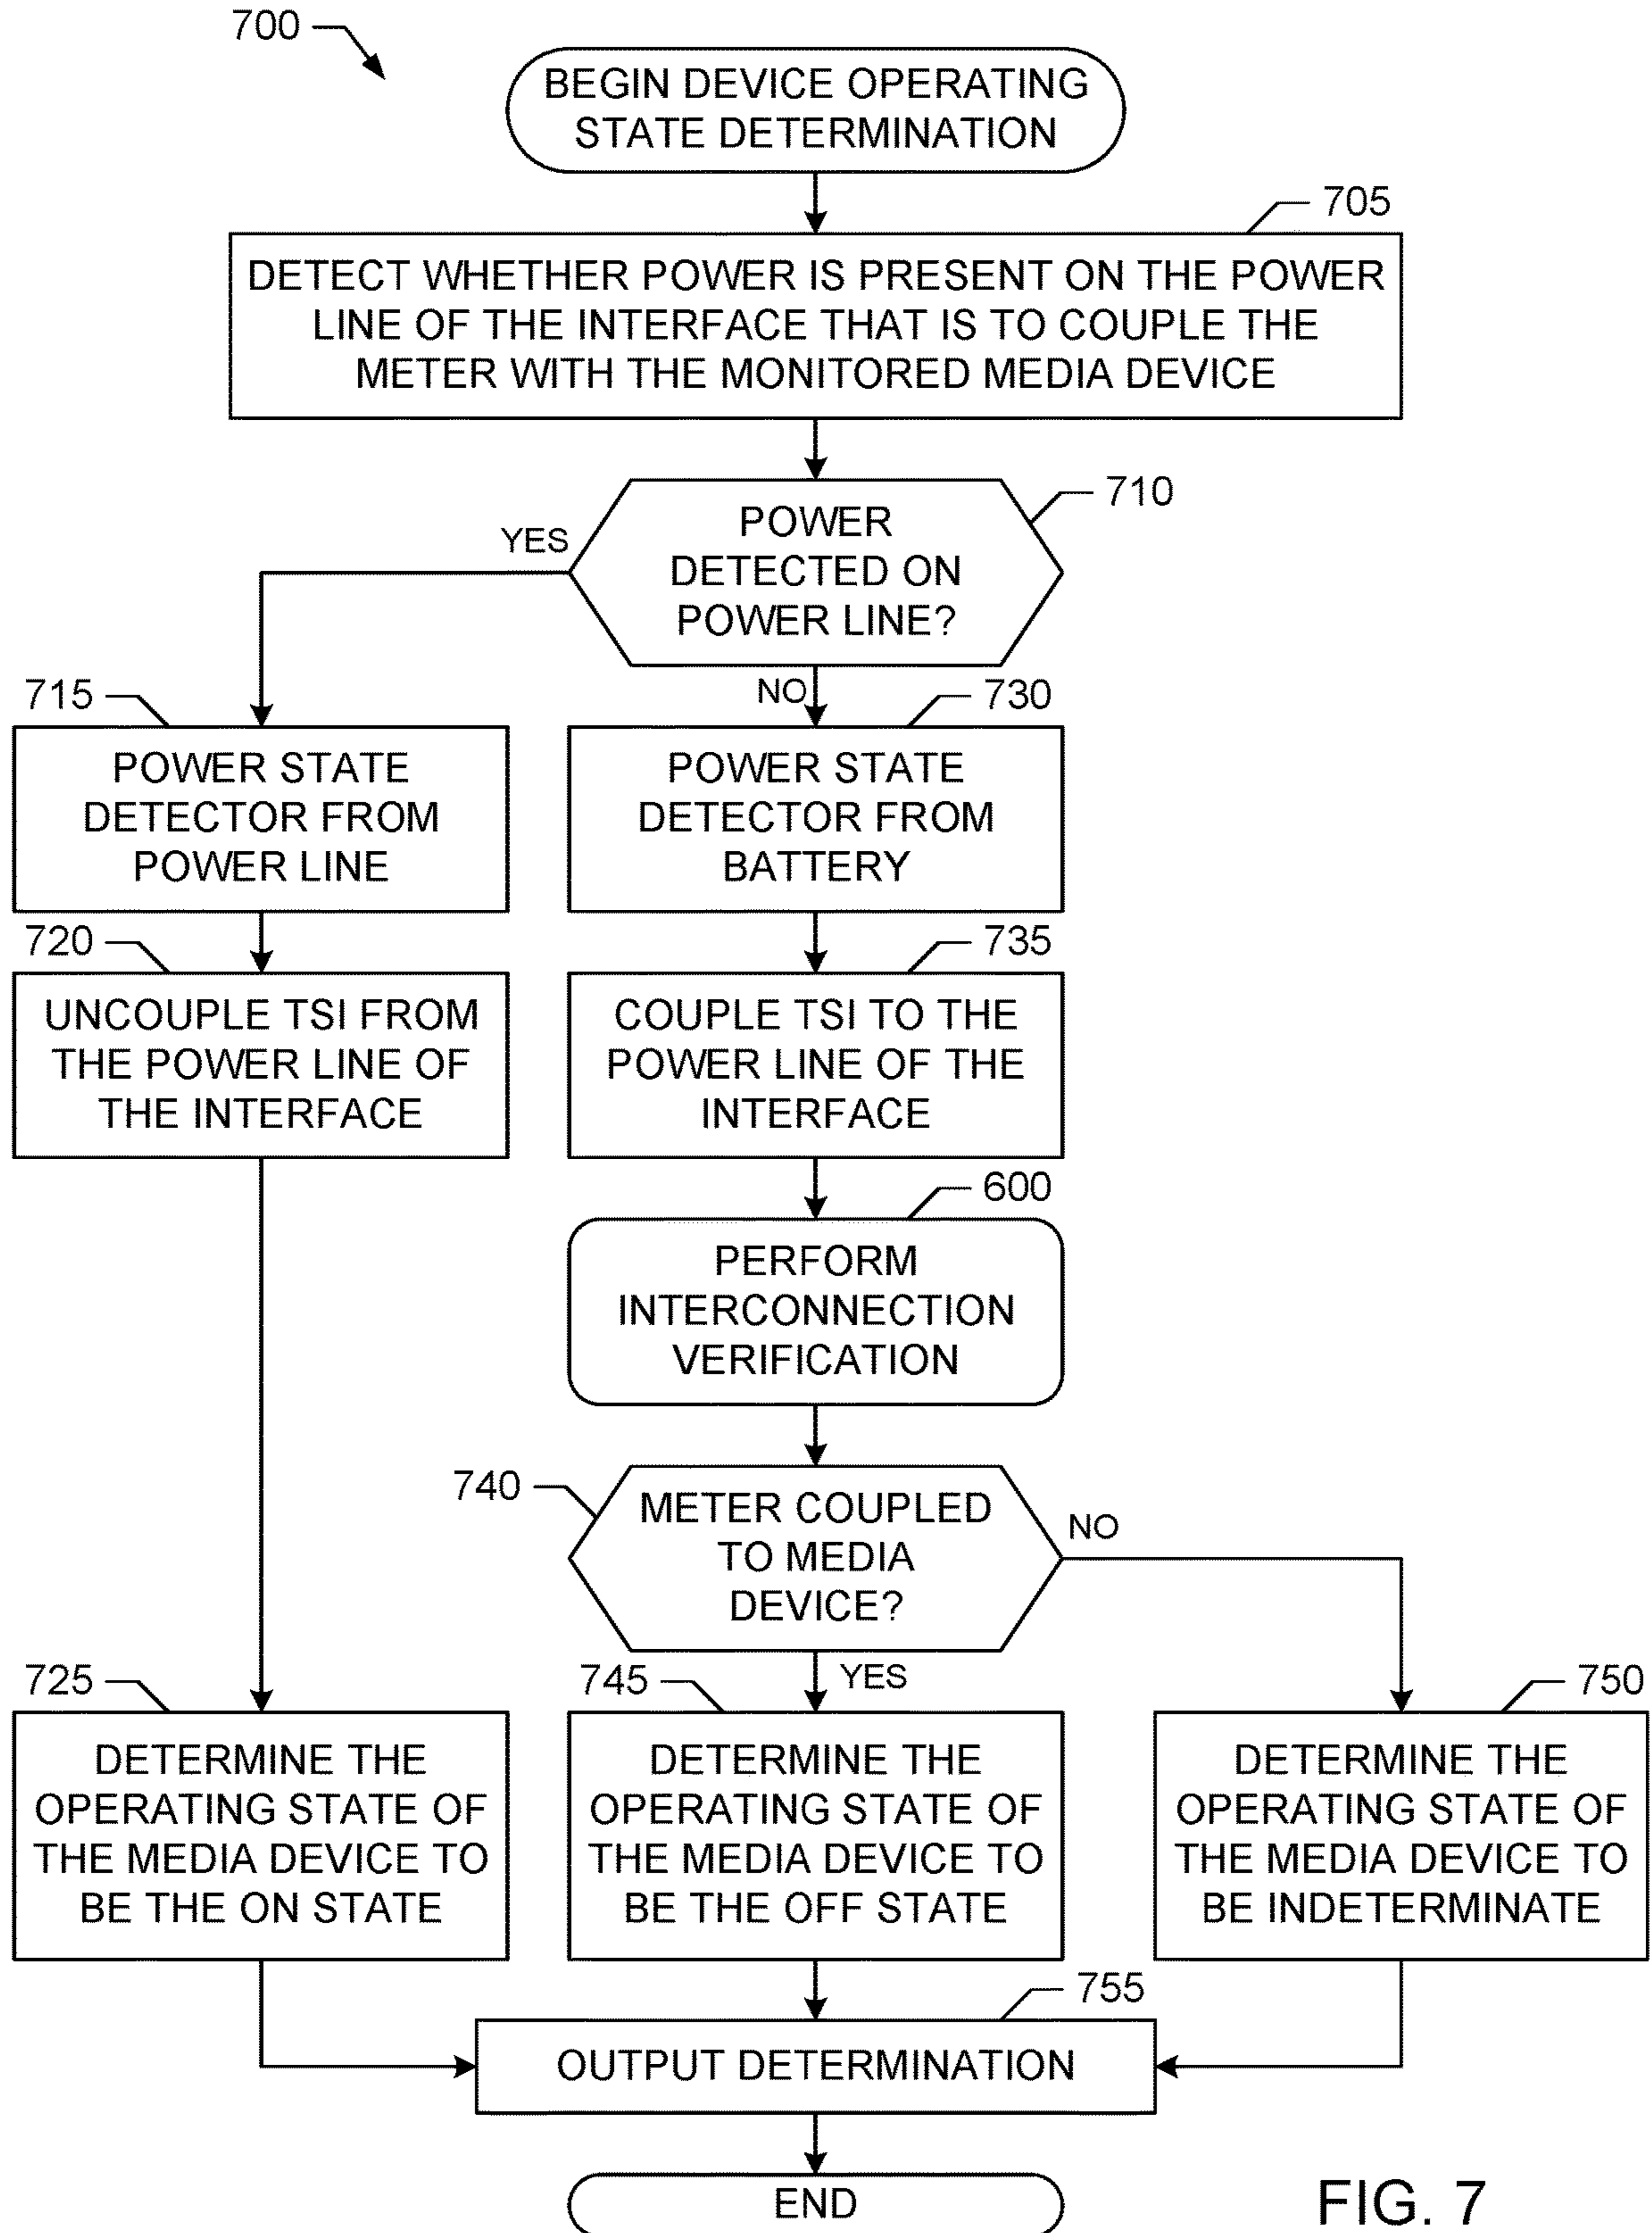 700
BEGIN DEVICE OPERATING
STATE DETERMINATION
705
DETECT WHETHER POWER IS PRESENT ON THE POWER
LINE OF THE INTERFACE THAT IS TO COUPLE THE
METER WITH THE MONITORED MEDIA DEVICE
710
POWER
DETECTED ON
POWER LINE?
YES
NO
715
POWER STATE
DETECTOR FROM
POWER LINE
730
POWER STATE
DETECTOR FROM
BATTERY
720
UNCOUPLE TSI FROM
THE POWER LINE OF
THE INTERFACE
735
COUPLE TSI TO THE
POWER LINE OF THE
INTERFACE
600
PERFORM
INTERCONNECTION
VERIFICATION
740
METER COUPLED
TO MEDIA
DEVICE?
NO
YES
725
DETERMINE THE
OPERATING STATE OF
THE MEDIA DEVICE TO
BE THE ON STATE
745
DETERMINE THE
OPERATING STATE OF
THE MEDIA DEVICE TO
BE THE OFF STATE
750
DETERMINE THE
OPERATING STATE OF
THE MEDIA DEVICE TO
BE INDETERMINATE
755
OUTPUT DETERMINATION
END
FIG. 7